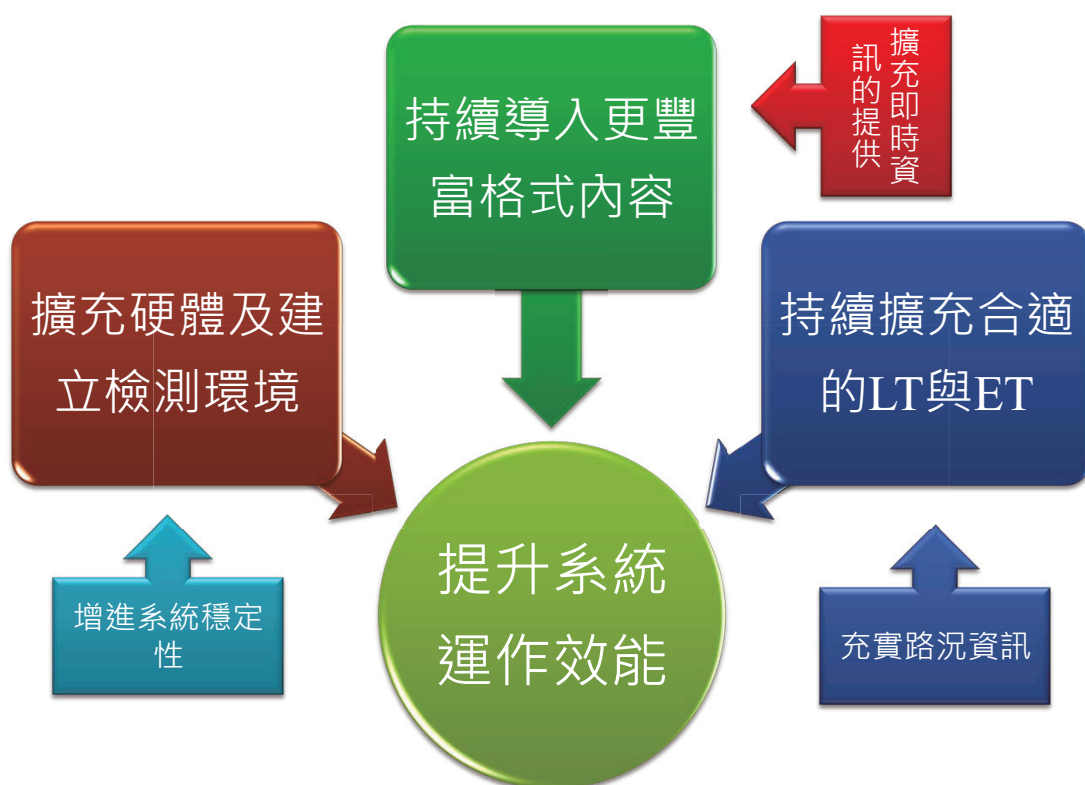 持續導入更豐
富格式內容
擴充即時資
訊的提供
擴充硬體及建
立檢測環境
持續擴充合適
的LT與ET
提升系統
運作效能
增進系統穩定
性
充實路況資訊